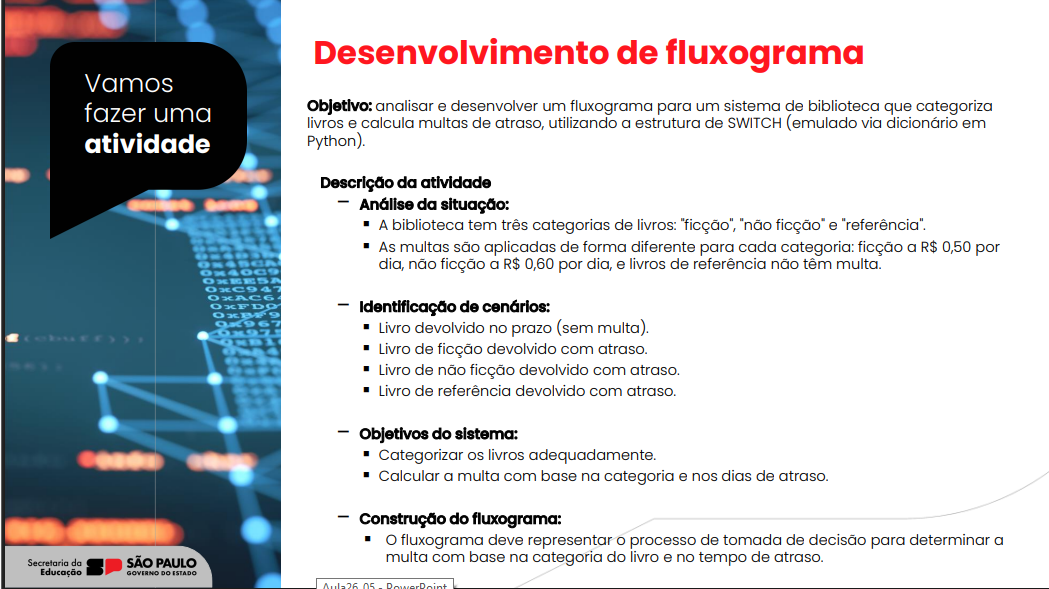 Vamos
fazer uma
atividade
Desenvolvimento de fluxograma
Objetivo: analisar e desenvolver um fluxograma para um sistema de biblioteca que categoriza
livros e calcula multas de atraso, utilizando a estrutura de SWITCH (emulado via dicionário em
Python).
Descrição da atividade
— Análise da situação:
▪ A biblioteca tem três categorias de livros: "ficção", "não ficção" e "referência".
▪ As multas são aplicadas de forma diferente para cada categoria: ficção a R$ 0,50 por
dia, não ficção a R$ 0,60 por dia, e livros de referência não têm multa.
— Identificação de cenários:
▪ Livro devolvido no prazo (sem multa).
▪ Livro de ficção devolvido com atraso.
▪ Livro de não ficção devolvido com atraso.
▪ Livro de referência devolvido com atraso.
— Objetivos do sistema:
▪ Categorizar os livros adequadamente.
▪ Calcular a multa com base na categoria e nos dias de atraso.
— Construção do fluxograma:
▪ O fluxograma deve representar o processo de tomada de decisão para determinar a
multa com base na categoria do livro e no tempo de atraso.
Secretaria da
Educação
SÃO PAULO
GOVERNO DO ESTADO
Aula26_05 - PowerPoint